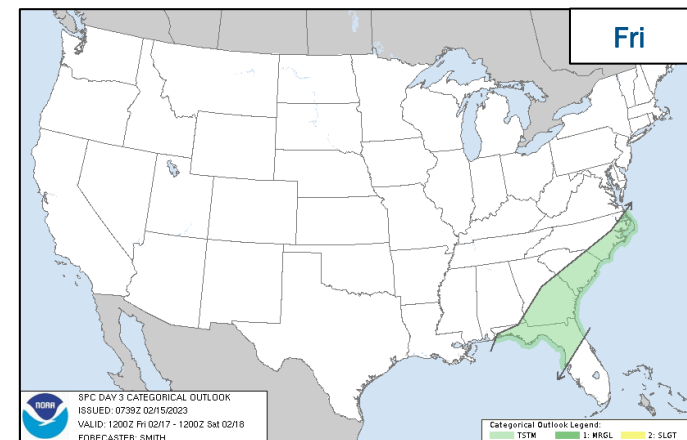 Fri
NOAA
SPC DAY 3 CATEGORICAL OUTLOOK
ISSUED: 0739Z 02/15/2023
VALID: 1200Z Fri 02/17 - 1200Z Sat 02/18
FORECASTER: SMITH
Categorical Outlook Legend:
TSTM 1: MRGL 2: SLGT